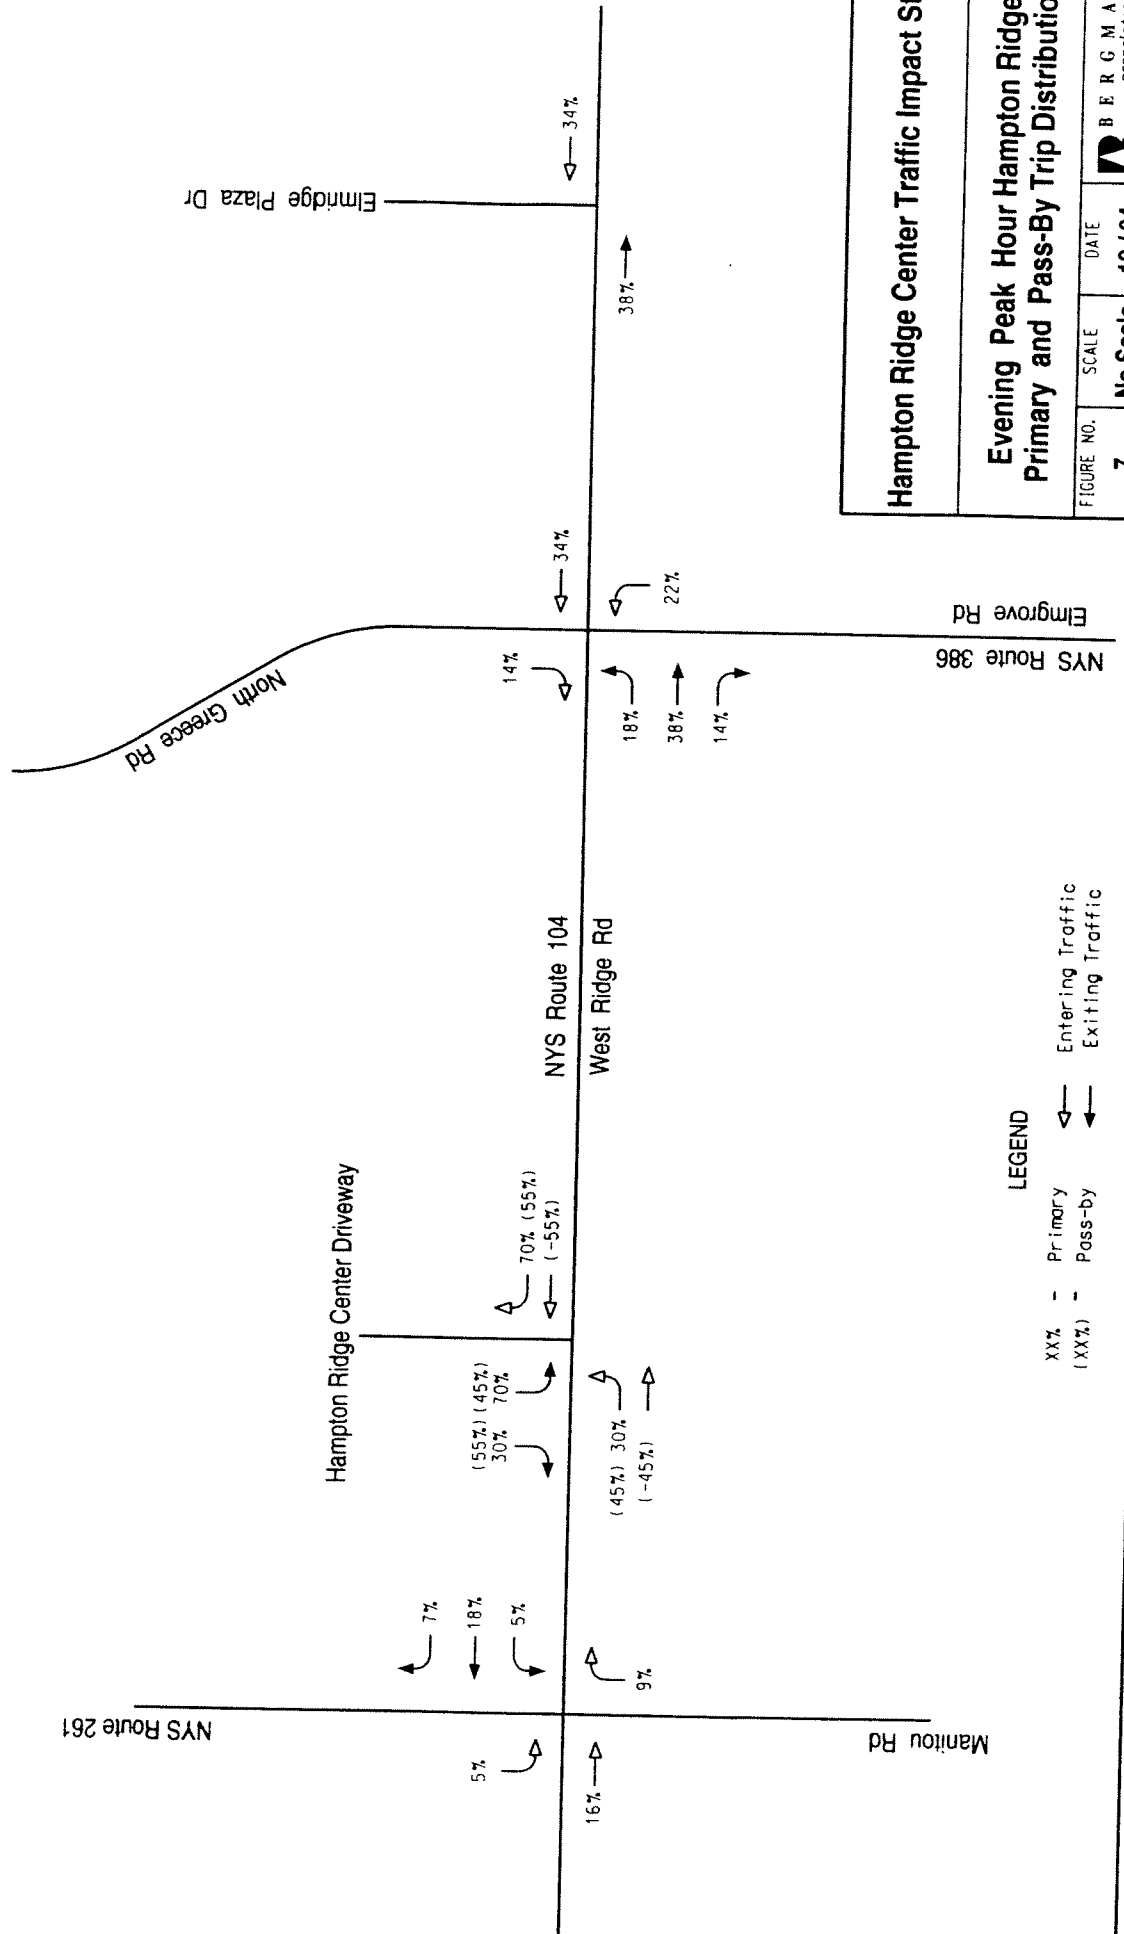 NYS Route 261
Manitou Rd
5%
16%
7%
18%
5%
9%
Hampton Ridge Center Driveway
(55%) (45%)
30% 70%
(45%) 30%
(-45%)
70% (55%)
(-55%)
NYS Route 104
West Ridge Rd
North Greece Rd
14%
34%
18%
38%
14%
22%
NYS Route 386
Elmgrove Rd
Elmridge Plaza Dr
34%
38%
LEGEND
XX% - Primary
(XX%) - Pass-by
Entering Traffic
Exiting Traffic
Hampton Ridge Center Traffic Impact
Evening Peak Hour Hampton Ridge
Primary and Pass-By Trip
FIGURE NO.
SCALE
DATE
7
No Scale